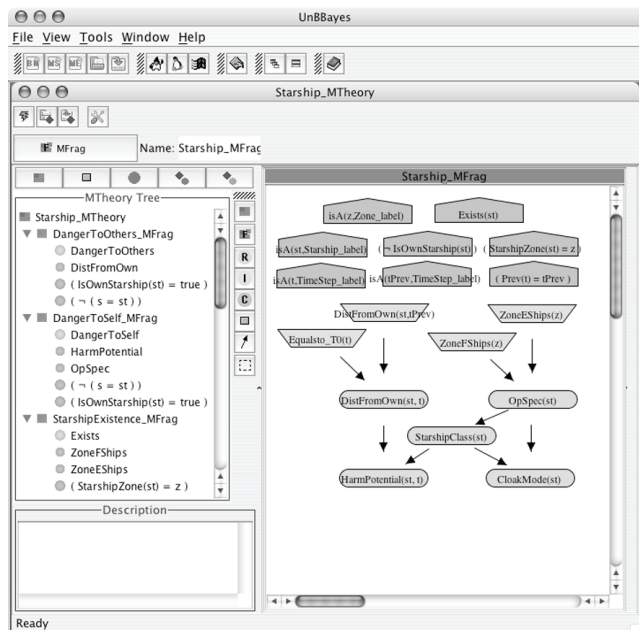 UnBBayes
File View Tools Window Help
BN MS ME
Starship_MTheory
MFrag Name: Starship_MFrag
Starship_MFrag
MTheory Tree
Starship_MTheory
DangerToOthers_MFrag
DangerToOthers
DistFromOwn
( IsOwnStarship(st) = true )
( ¬ ( s = st ) )
DangerToSelf_MFrag
DangerToSelf
HarmPotential
OpSpec
( ¬ ( s = st ) )
( IsOwnStarship(st) = true )
StarshipExistence_MFrag
Exists
ZoneFShips
ZoneEShips
( StarshipZone(st) = z )
R
I
C
Description
isA(z,Zone_label) Exists(st)
isA(st,Starship_label) ( ¬ IsOwnStarship(st) ) ( StarshipZone(st) = z )
isA(t,TimeStep_label) isA(tPrev,TimeStep_label) ( Prev(t) = tPrev )
DistFromOwn(st,tPrev) ZoneEShips(z)
Equalsto_T0(t) ZoneFShips(z)
DistFromOwn(st, t) OpSpec(st)
StarshipClass(st)
HarmPotential(st, t) CloakMode(st)
Ready